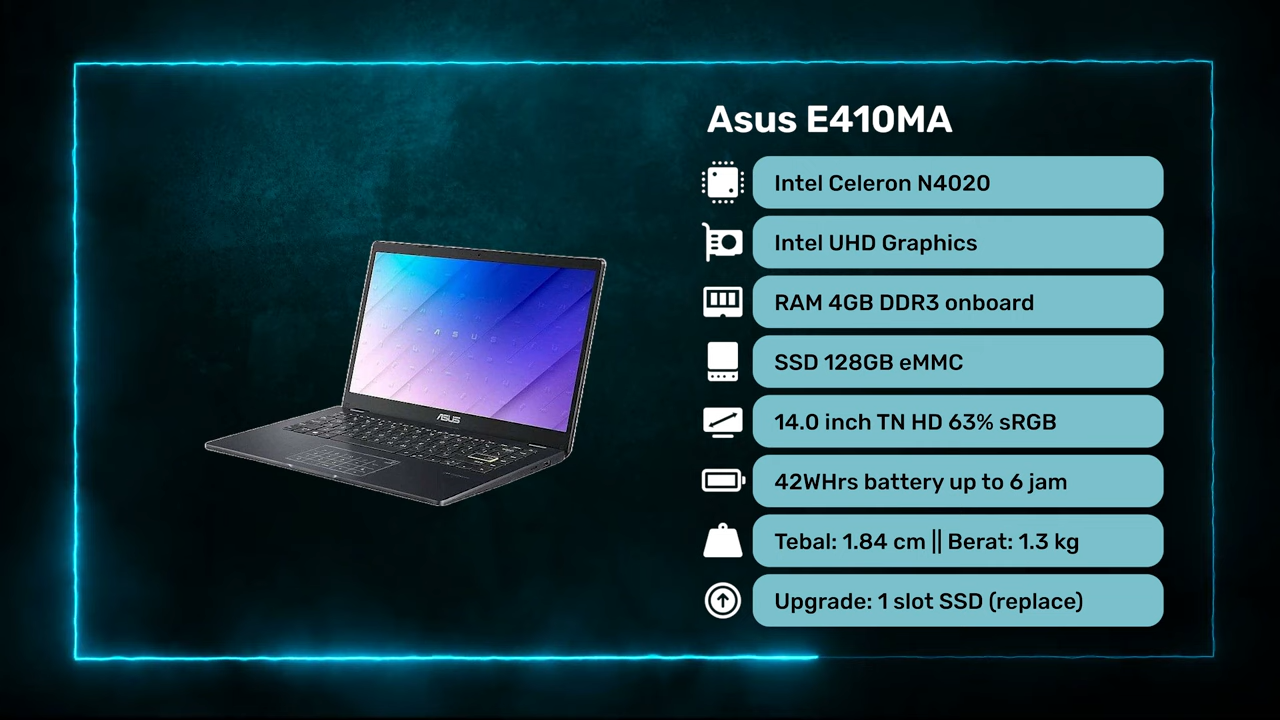 Asus E410MA
Intel Celeron N4020
Intel UHD Graphics
RAM 4GB DDR3 onboard
SSD 128GB eMMC
14.0 inch TN HD 63% sRGB
42WHrs battery up to 6 jam
Tebal: 1.84 cm || Berat: 1.3 kg
Upgrade: 1 slot SSD (replace)
ASUS
ASUS